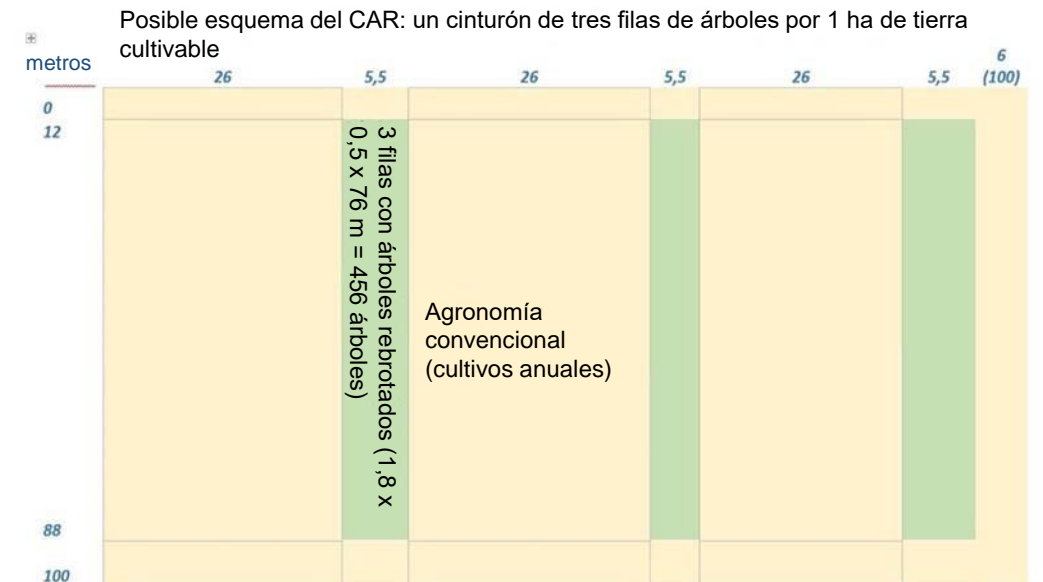 Posible esquema del CAR: un cinturón de tres filas de árboles por 1 ha de tierra
cultivable
metros
26 5,5 26 5,5 26 5,5 6
(100)
0
12
3 filas con árboles rebrotados (1,8 x
0,5 x 76 m = 456 árboles)
Agronomía
convencional
(cultivos anuales)
88
100